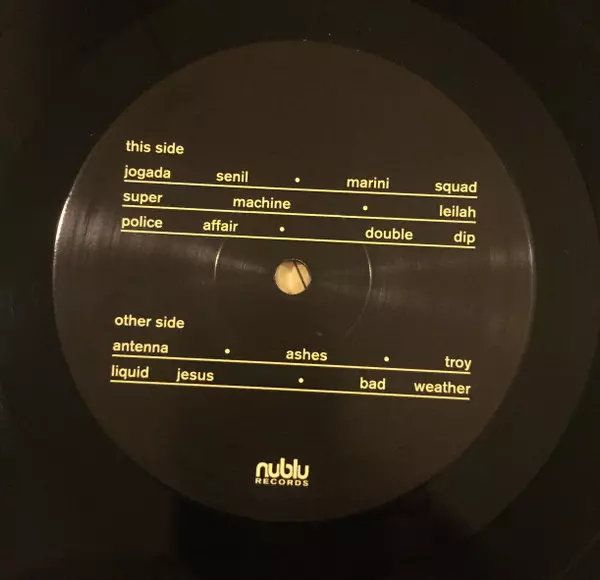 this side
jogada senil • marini squad
super machine • leilah
police affair • double dip
other side
antenna • ashes • troy
liquid jesus • bad weather
nublu
RECORDS